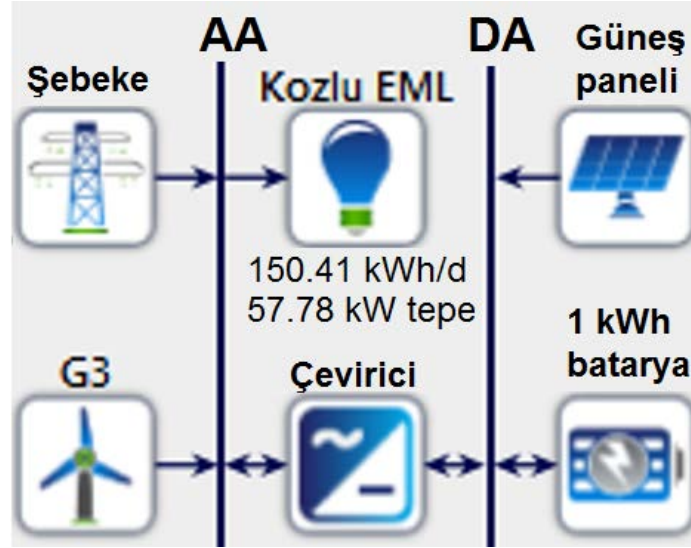 AA
DA
Güneş
paneli
Şebeke
Kozlu EML
150.41 kWh/d
57.78 kW tepe
1 kWh
batarya
G3
Çevirici